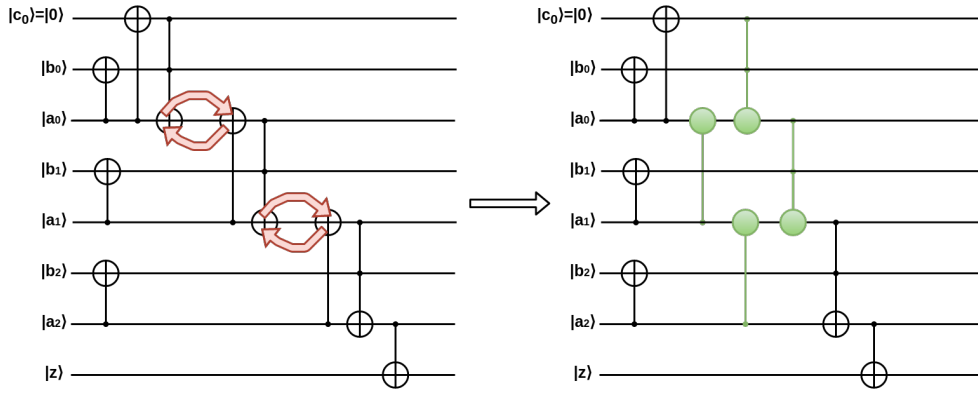 |c₀⟩=|0⟩ |c₀⟩=|0⟩
|b₀⟩ |b₀⟩
|a₀⟩ |a₀⟩
|b₁⟩ |b₁⟩
|a₁⟩ |a₁⟩
|b₂⟩ |b₂⟩
|a₂⟩ |a₂⟩
|z⟩ |z⟩